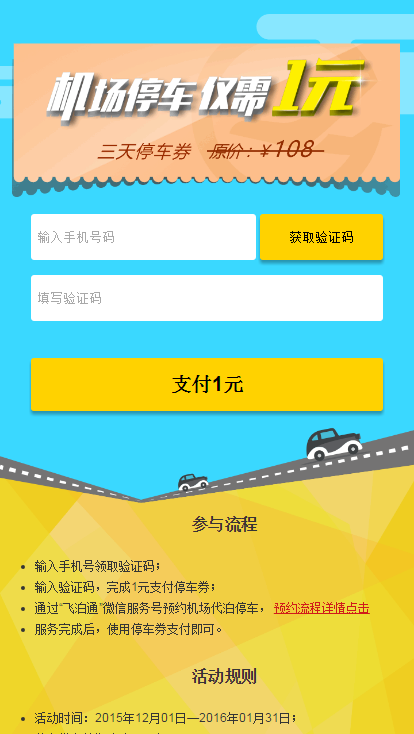 机场停车 仅需1元
三天停车券 原价：¥108
输入手机号码
获取验证码
填写验证码
支付1元
参与流程
输入手机号领取验证码；
输入验证码，完成1元支付停车券；
通过“飞泊通”微信服务号预约机场代泊停车， 预约流程详情点击
服务完成后，使用停车券支付即可。
活动规则
活动时间：2015年12月01日—2016年01月31日；